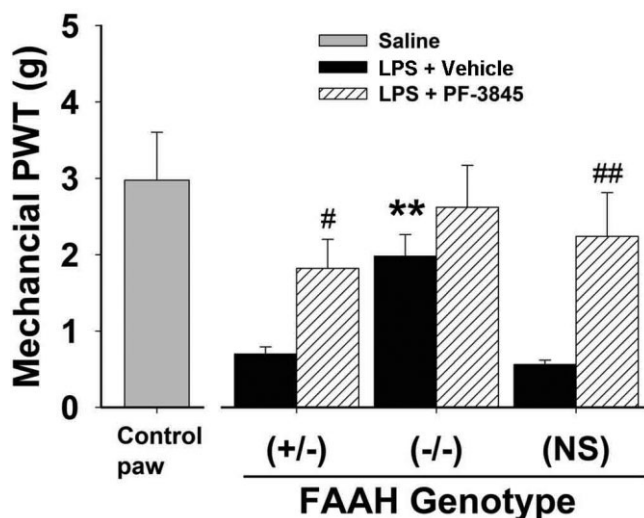 Mechancial PWT (g)
5
4
3
2
1
0
Saline
LPS + Vehicle
LPS + PF-3845
#
**
##
Control
paw
(+/-)
(-/-)
(NS)
FAAH Genotype